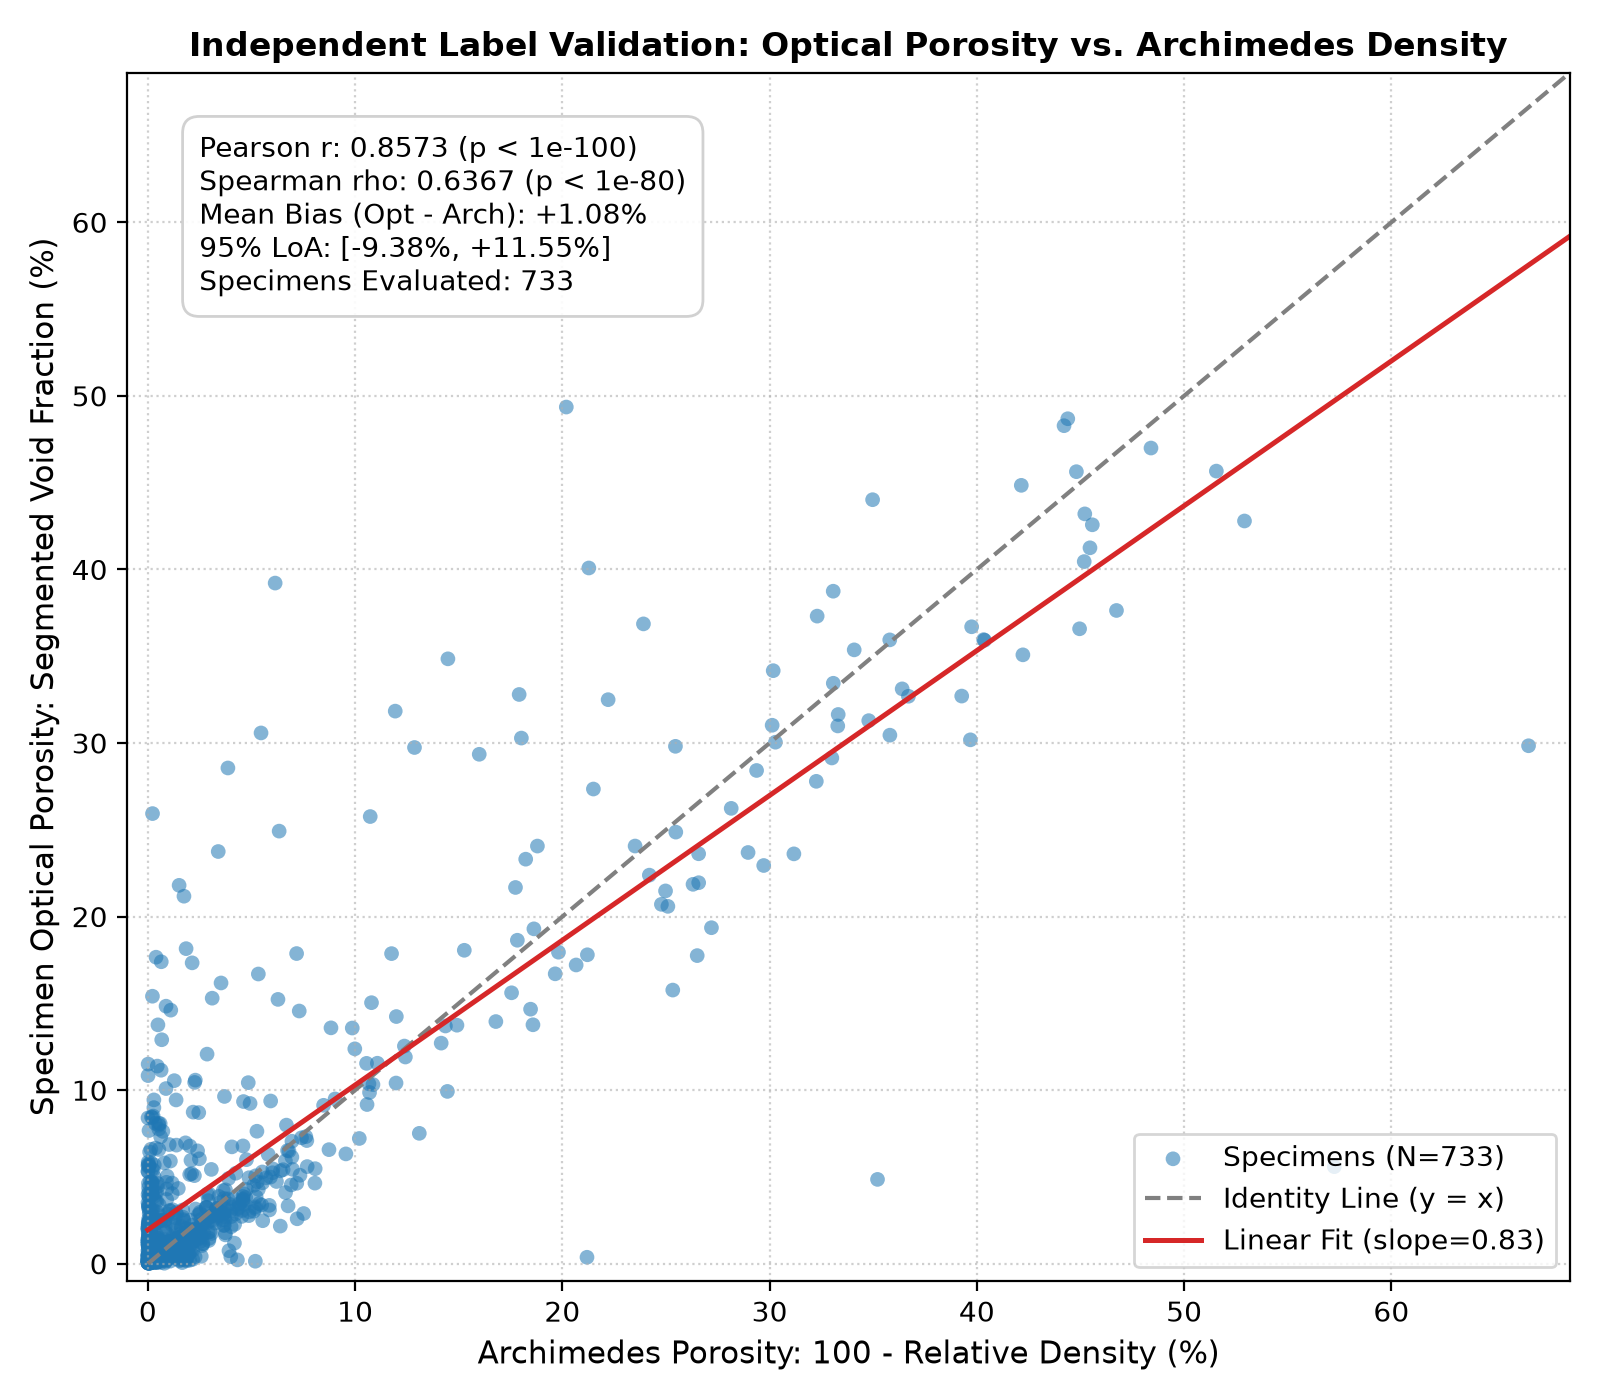 Independent Label Validation: Optical Porosity vs. Archimedes Density
Pearson r: 0.8573 (p < 1e-100)
Spearman rho: 0.6367 (p < 1e-80)
Mean Bias (Opt - Arch): +1.08%
95% LoA: [-9.38%, +11.55%]
Specimens Evaluated: 733
Specimen Optical Porosity: Segmented Void Fraction (%)
60
50
40
30
20
10
0
Specimens (N=733)
Identity Line (y = x)
Linear Fit (slope=0.83)
0 10 20 30 40 50 60
Archimedes Porosity: 100 - Relative Density (%)